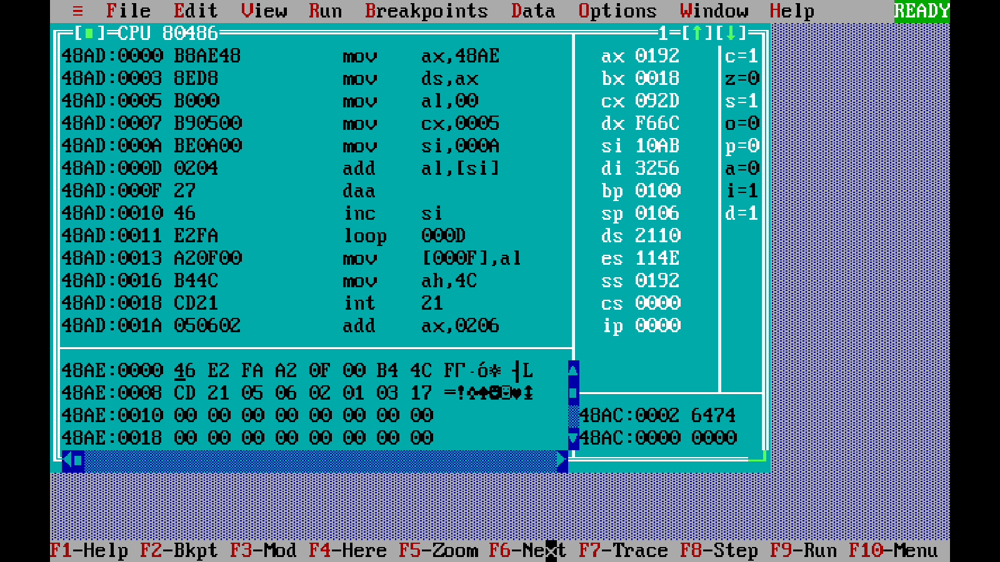 ≡ File Edit View Run Breakpoints Data Options Window Help READY
[■]=CPU 80486 1=[↑][↓]
48AD:0000 B8AE48 mov ax,48AE
48AD:0003 8ED8 mov ds,ax
48AD:0005 B000 mov al,00
48AD:0007 B90500 mov cx,0005
48AD:000A BE0A00 mov si,000A
48AD:000D 0204 add al,[si]
48AD:000F 27 daa
48AD:0010 46 inc si
48AD:0011 E2FA loop 000D
48AD:0013 A20F00 mov [000F],al
48AD:0016 B44C mov ah,4C
48AD:0018 CD21 int 21
48AD:001A 050602 add ax,0206
ax 0192 c=1
bx 0018 z=0
cx 092D s=1
dx F66C o=0
si 10AB p=0
di 3256 a=0
bp 0100 i=1
sp 0106 d=1
ds 2110
es 114E
ss 0192
cs 0000
ip 0000
48AE:0000 46 E2 FA A2 0F 00 B4 4C FΓ·ó☼ ┤L
48AE:0008 CD 21 05 06 02 01 03 17 =!♣♠☻☺♥↨
48AE:0010 00 00 00 00 00 00 00 00
48AE:0018 00 00 00 00 00 00 00 00
48AC:0002 6474
48AC:0000 0000
F1-Help F2-Bkpt F3-Mod F4-Here F5-Zoom F6-Next F7-Trace F8-Step F9-Run F10-Menu